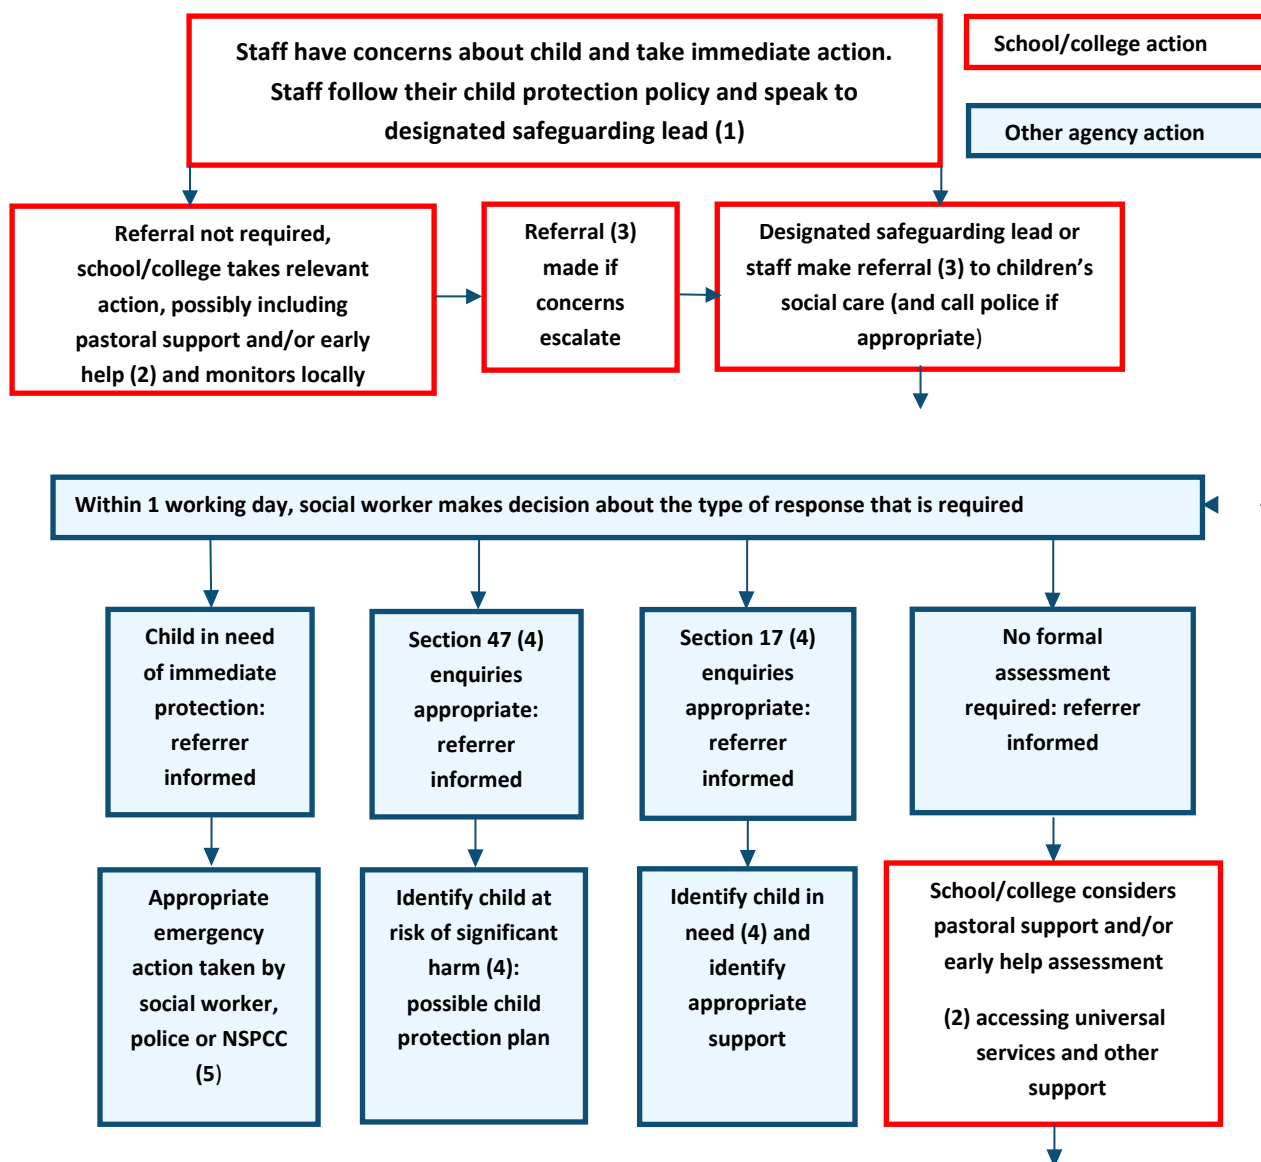 Staff have concerns about child and take immediate action.
Staff follow their child protection policy and speak to
designated safeguarding lead (1)
School/college action
Other agency action
Referral not required,
school/college takes relevant
action, possibly including
pastoral support and/or early
help (2) and monitors locally
Referral (3)
made if
concerns
escalate
Designated safeguarding lead or
staff make referral (3) to children’s
social care (and call police if
appropriate)
Within 1 working day, social worker makes decision about the type of response that is required
Child in need
of immediate
protection:
referrer
informed
Section 47 (4)
enquiries
appropriate:
referrer
informed
Section 17 (4)
enquiries
appropriate:
referrer
informed
No formal
assessment
required: referrer
informed
Appropriate
emergency
action taken by
social worker,
police or NSPCC
(5)
Identify child at
risk of significant
harm (4):
possible child
protection plan
Identify child in
need (4) and
identify
appropriate
support
School/college considers
pastoral support and/or
early help assessment
(2) accessing universal
services and other
support